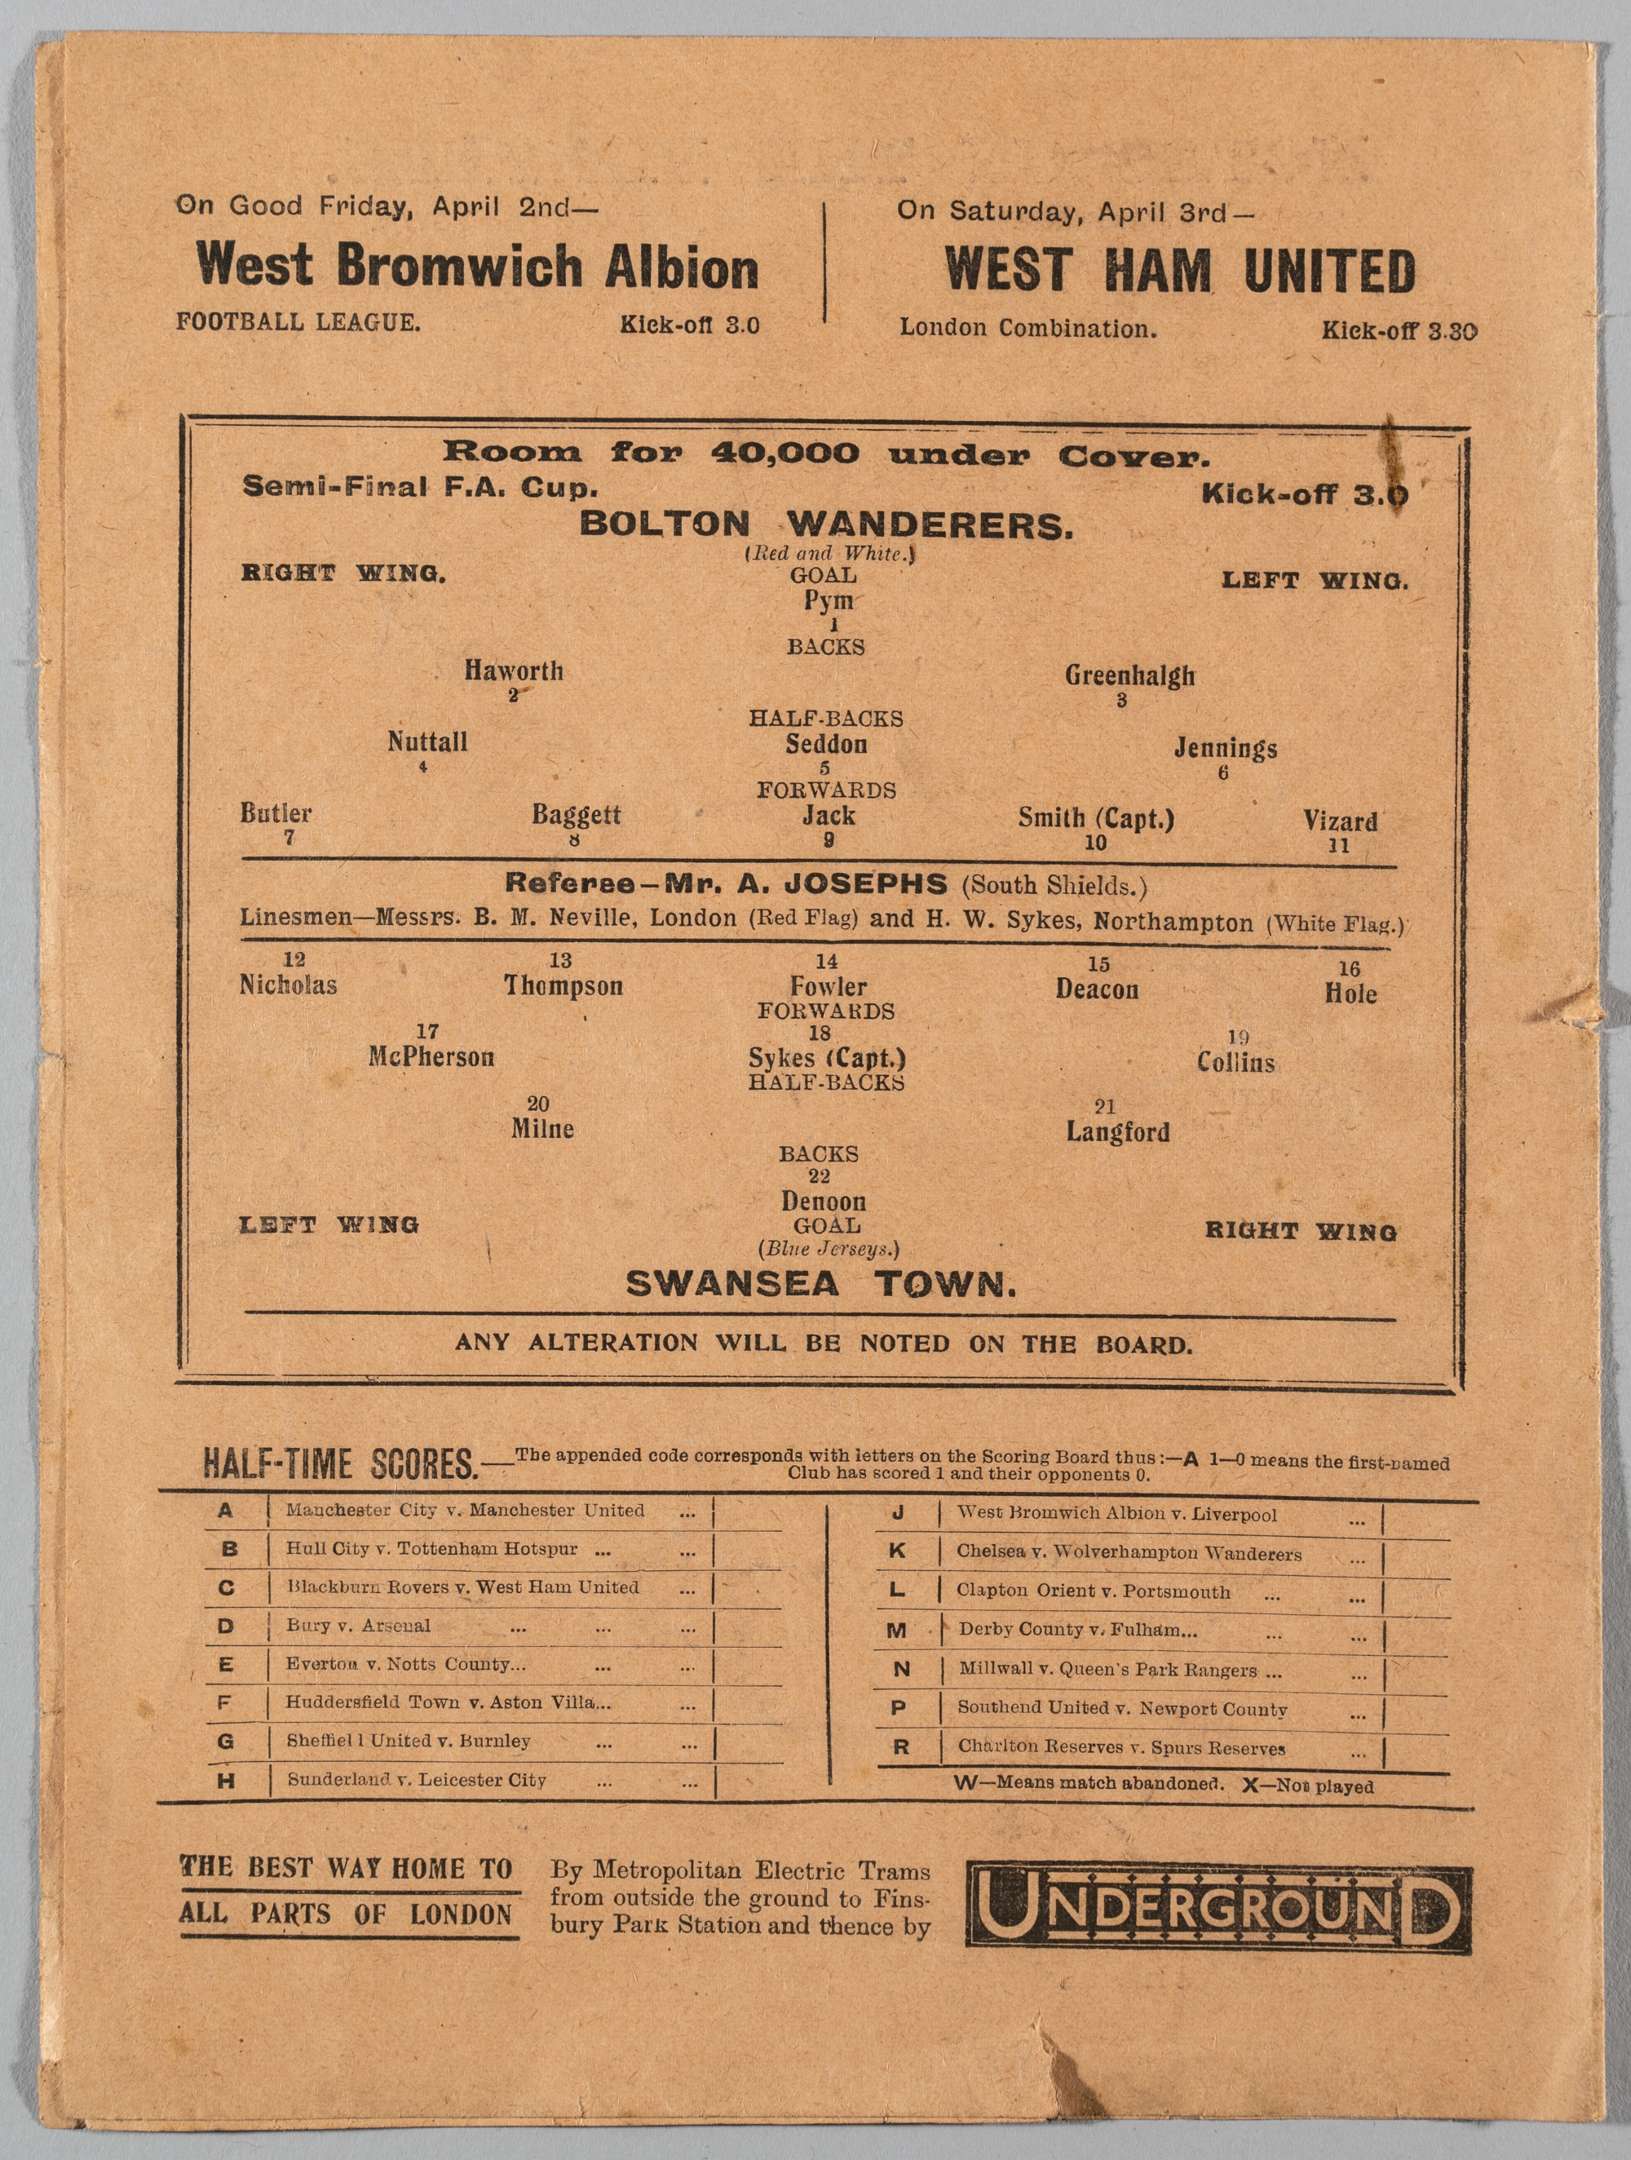 On Good Friday, April 2nd—
West Bromwich Albion
FOOTBALL LEAGUE. Kick-off 3.0
On Saturday, April 3rd—
WEST HAM UNITED
London Combination. Kick-off 3.30
Room for 40,000 under Cover.
Semi-Final F.A. Cup. Kick-off 3.0
BOLTON WANDERERS.
(Red and White.)
RIGHT WING. GOAL LEFT WING.
Pym
1
BACKS
Haworth Greenhalgh
2 3
HALF-BACKS
Nuttall Seddon Jennings
4 5 6
FORWARDS
Butler Baggett Jack Smith (Capt.) Vizard
7 8 9 10 11
Referee—Mr. A. JOSEPHS (South Shields.)
Linesmen—Messrs. B. M. Neville, London (Red Flag) and H. W. Sykes, Northampton (White Flag.)
12 13 14 15 16
Nicholas Thompson Fowler Deacon Hole
FORWARDS
17 18 19
McPherson Sykes (Capt.) Collins
HALF-BACKS
20 21
Milne Langford
BACKS
22
Denoon
LEFT WING GOAL RIGHT WING
(Blue Jerseys.)
SWANSEA TOWN.
ANY ALTERATION WILL BE NOTED ON THE BOARD.
HALF-TIME SCORES.—The appended code corresponds with letters on the Scoring Board thus:—A 1—0 means the first-named
Club has scored 1 and their opponents 0.
A Manchester City v. Manchester United ...
B Hull City v. Tottenham Hotspur ... ...
C Blackburn Rovers v. West Ham United ...
D Bury v. Arsenal ... ... ...
E Everton v. Notts County... ... ...
F Huddersfield Town v. Aston Villa... ...
G Sheffiel l United v. Burnley ... ...
H Sunderland v. Leicester City ... ...
J West Bromwich Albion v. Liverpool ...
K Chelsea v. Wolverhampton Wanderers ...
L Clapton Orient v. Portsmouth ... ...
M Derby County v. Fulham... ... ...
N Millwall v. Queen's Park Rangers ... ...
P Southend United v. Newport County ...
R Charlton Reserves v. Spurs Reserves ...
W—Means match abandoned. X—Not played
THE BEST WAY HOME TO
ALL PARTS OF LONDON
By Metropolitan Electric Trams
from outside the ground to Fins-
bury Park Station and thence by
UNDERGROUND